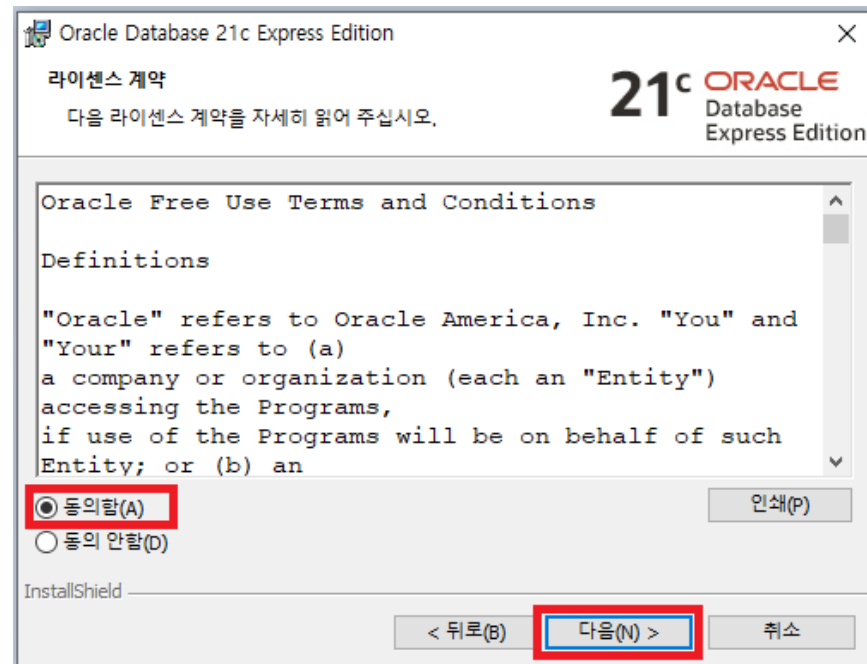 Oracle Database 21c Express Edition
라이센스 계약
다음 라이센스 계약을 자세히 읽어 주십시오.
21c ORACLE
Database
Express Edition
Oracle Free Use Terms and Conditions
Definitions
"Oracle" refers to Oracle America, Inc. "You" and
"Your" refers to (a)
a company or organization (each an "Entity")
accessing the Programs,
if use of the Programs will be on behalf of such
Entity; or (b) an
동의함(A)
인쇄(P)
동의 안함(D)
InstallShield
< 뒤로(B)
다음(N) >
취소